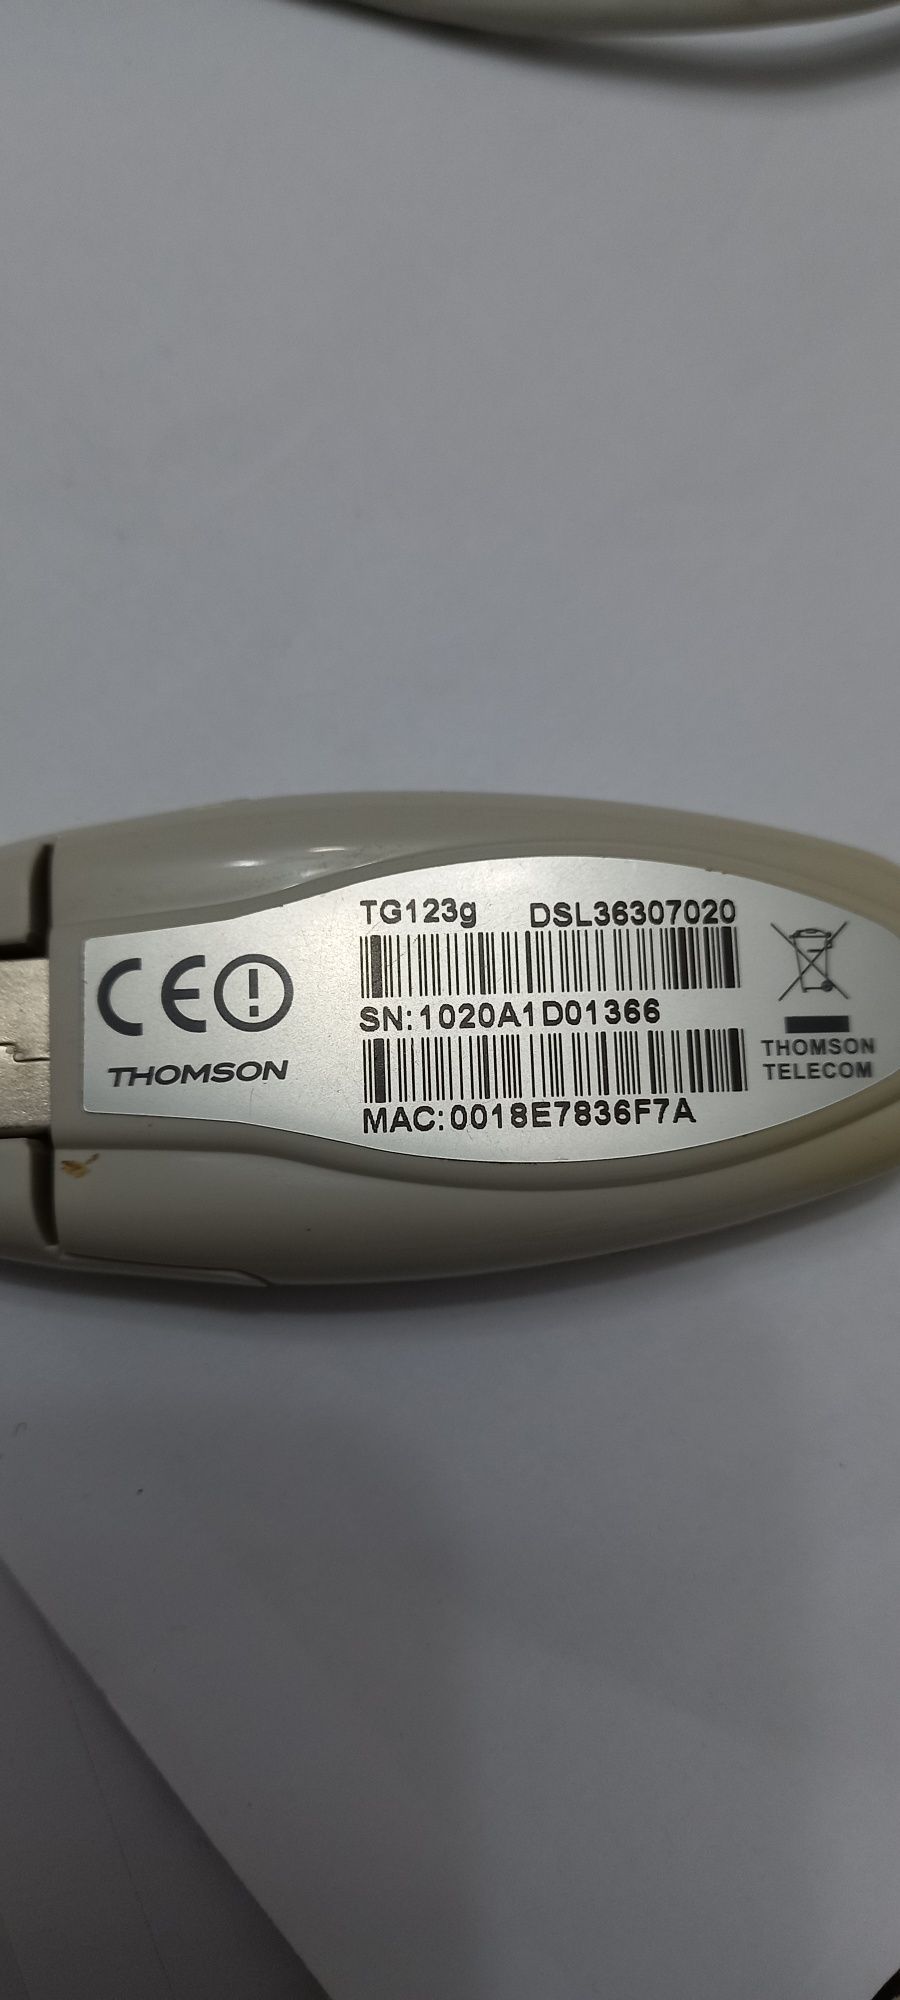 TG123g DSL36307020
SN:1020A1D01366
MAC:0018E7836F7A
CE
THOMSON
THOMSON
TELECOM